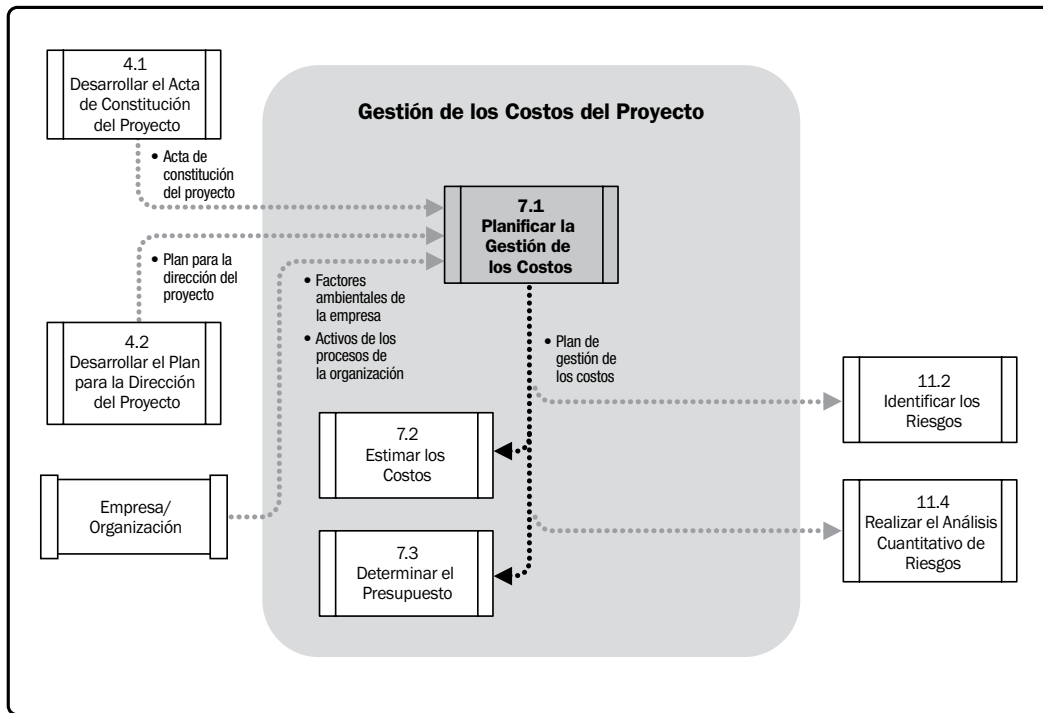 4.1
Desarrollar el Acta
de Constitución
del Proyecto
• Acta de
constitución
del proyecto
• Plan para la
dirección del
proyecto
4.2
Desarrollar el Plan
para la Dirección
del Proyecto
Empresa/
Organización
Gestión de los Costos del Proyecto
7.1
Planificar la
Gestión de
los Costos
• Factores
ambientales de
la empresa
• Activos de los
procesos de
la organización
• Plan de
gestión de
los costos
7.2
Estimar los
Costos
7.3
Determinar el
Presupuesto
11.2
Identificar los
Riesgos
11.4
Realizar el Análisis
Cuantitativo de
Riesgos